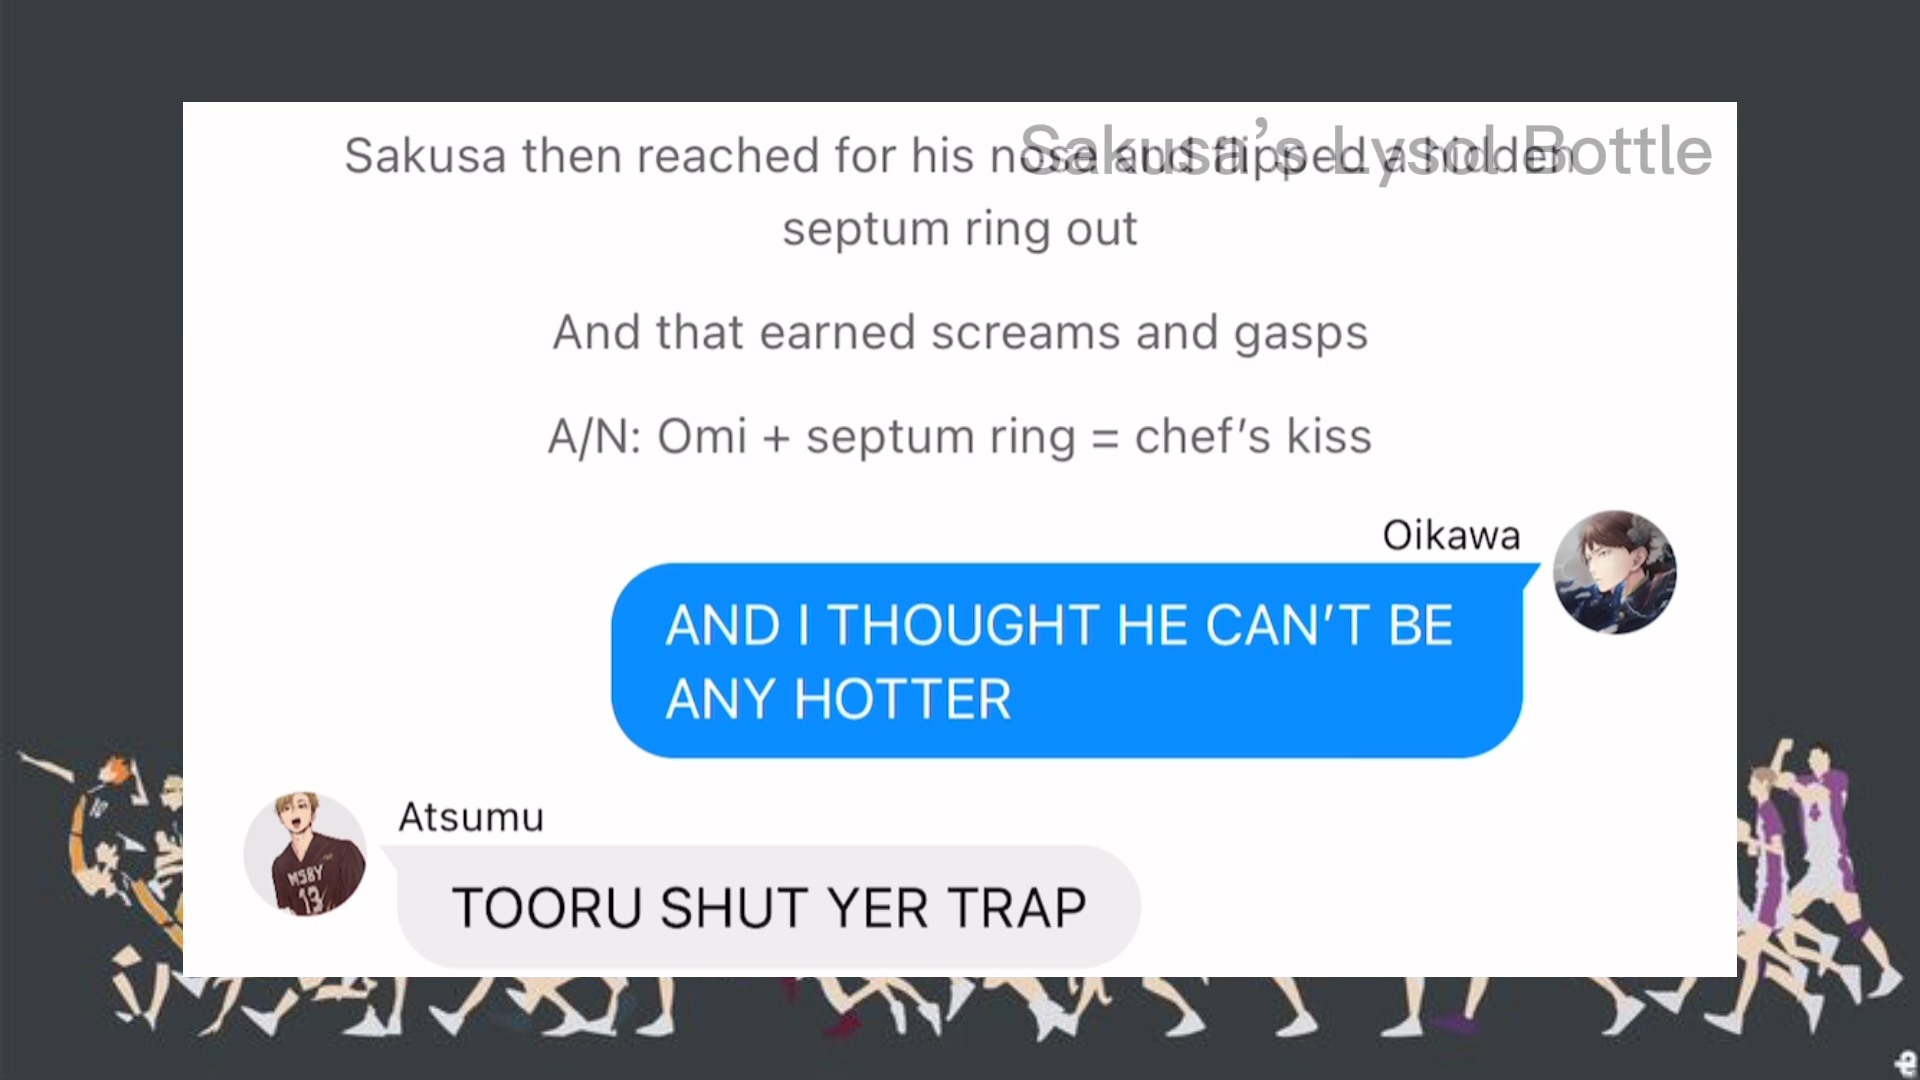 Sakusa's Lysol Bottle
Sakusa then reached for his nose and flipped a hidden
septum ring out
And that earned screams and gasps
A/N: Omi + septum ring = chef's kiss
Oikawa
AND I THOUGHT HE CAN'T BE
ANY HOTTER
Atsumu
MSBY
13
TOORU SHUT YER TRAP